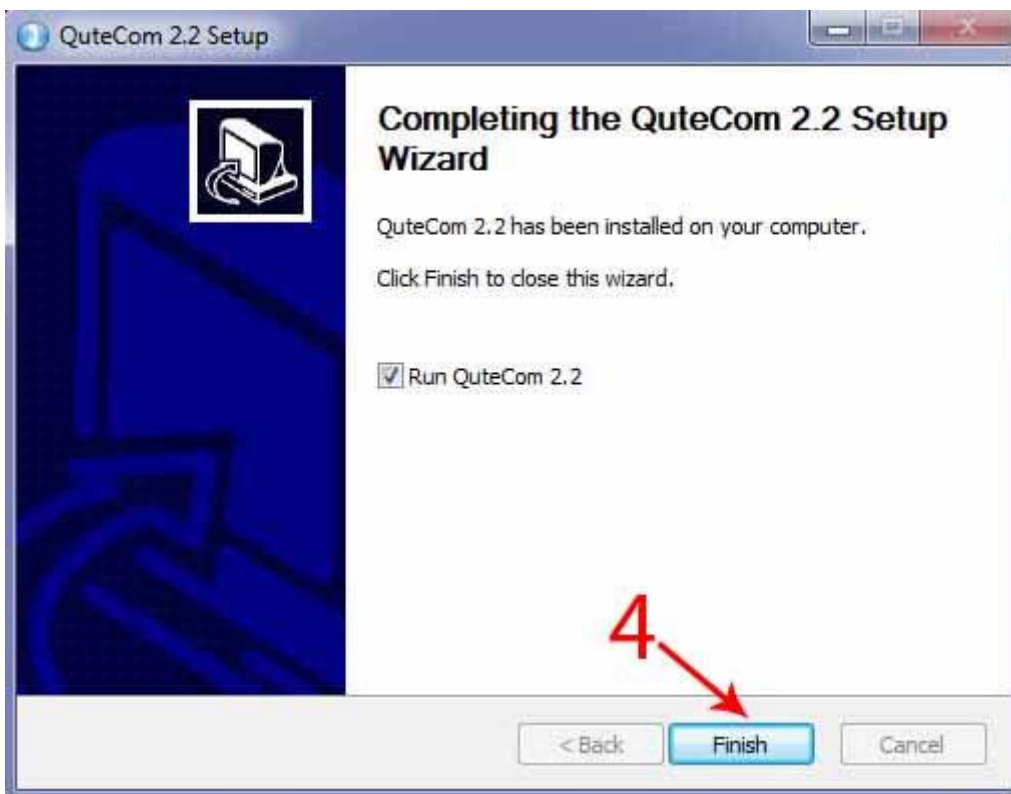 QuteCom 2.2 Setup
Completing the QuteCom 2.2 Setup
Wizard
QuteCom 2.2 has been installed on your computer.
Click Finish to close this wizard.
Run QuteCom 2.2
4
< Back Finish Cancel